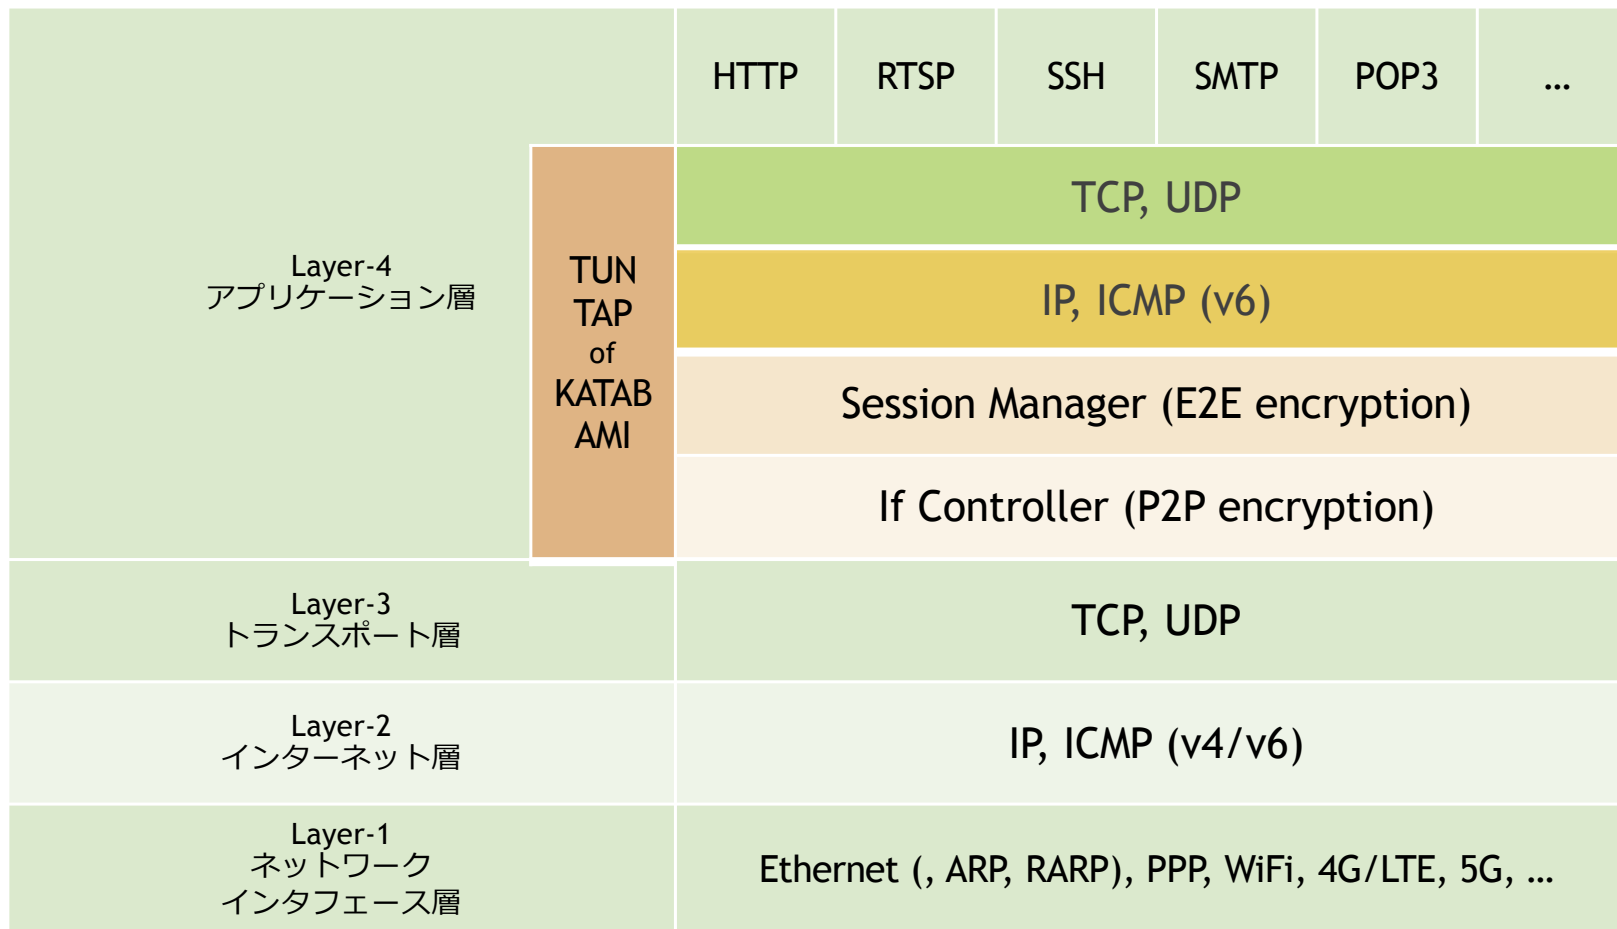 HTTP RTSP SSH SMTP POP3 …
Layer-4
アプリケーション層
TUN
TAP
of
KATAB
AMI
TCP, UDP
IP, ICMP (v6)
Session Manager (E2E encryption)
If Controller (P2P encryption)
Layer-3
トランスポート層
TCP, UDP
Layer-2
インターネット層
IP, ICMP (v4/v6)
Layer-1
ネットワーク
インタフェース層
Ethernet (, ARP, RARP), PPP, WiFi, 4G/LTE, 5G, …